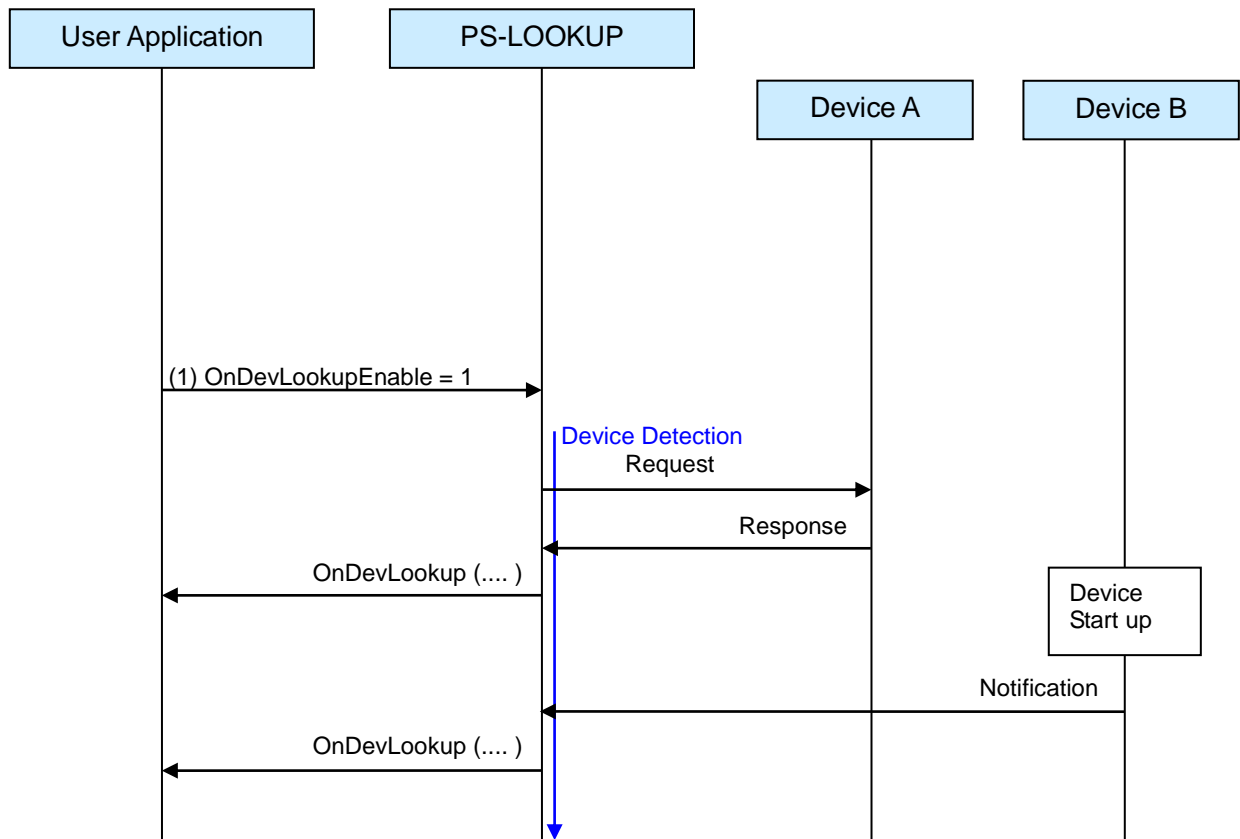 User Application
PS-LOOKUP
Device A
Device B
(1) OnDevLookupEnable = 1
Device Detection
Request
Response
OnDevLookup (.... )
Device
Start up
Notification
OnDevLookup (.... )